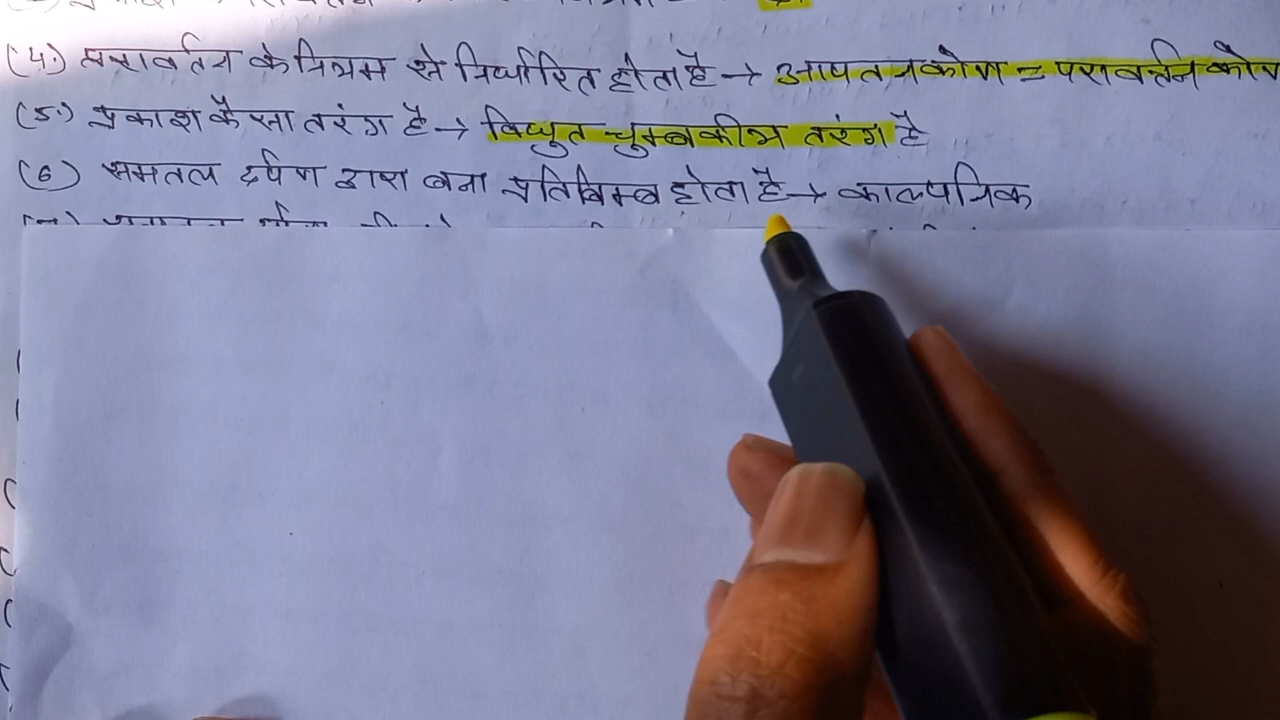 (4.) परावर्तन के नियम से निर्धारित होता है → आपतन कोण = परावर्तन कोण
(5.) प्रकाश कैसा तरंग है → विधुत चुम्बकीय तरंग है
(6) समतल दर्पण द्वारा बना प्रतिबिम्ब होता है → काल्पनिक